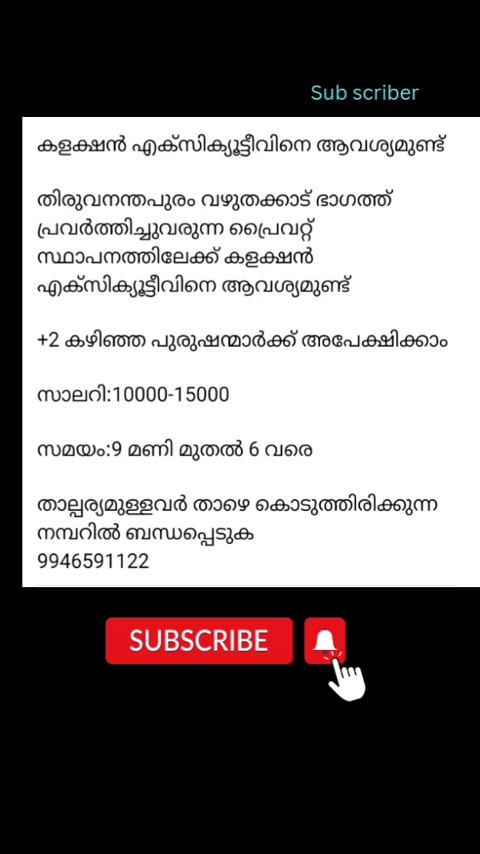 Sub scriber
കളക്ഷൻ എക്സിക്യൂട്ടീവിനെ ആവശ്യമുണ്ട്
തിരുവനന്തപുരം വഴുതക്കാട് ഭാഗത്ത്
പ്രവർത്തിച്ചുവരുന്ന പ്രൈവറ്റ്
സ്ഥാപനത്തിലേക്ക് കളക്ഷൻ
എക്സിക്യൂട്ടീവിനെ ആവശ്യമുണ്ട്
+2 കഴിഞ്ഞ പുരുഷന്മാർക്ക് അപേക്ഷിക്കാം
സാലറി:10000-15000
സമയം:9 മണി മുതൽ 6 വരെ
താല്പര്യമുള്ളവർ താഴെ കൊടുത്തിരിക്കുന്ന
നമ്പറിൽ ബന്ധപ്പെടുക
9946591122
SUBSCRIBE